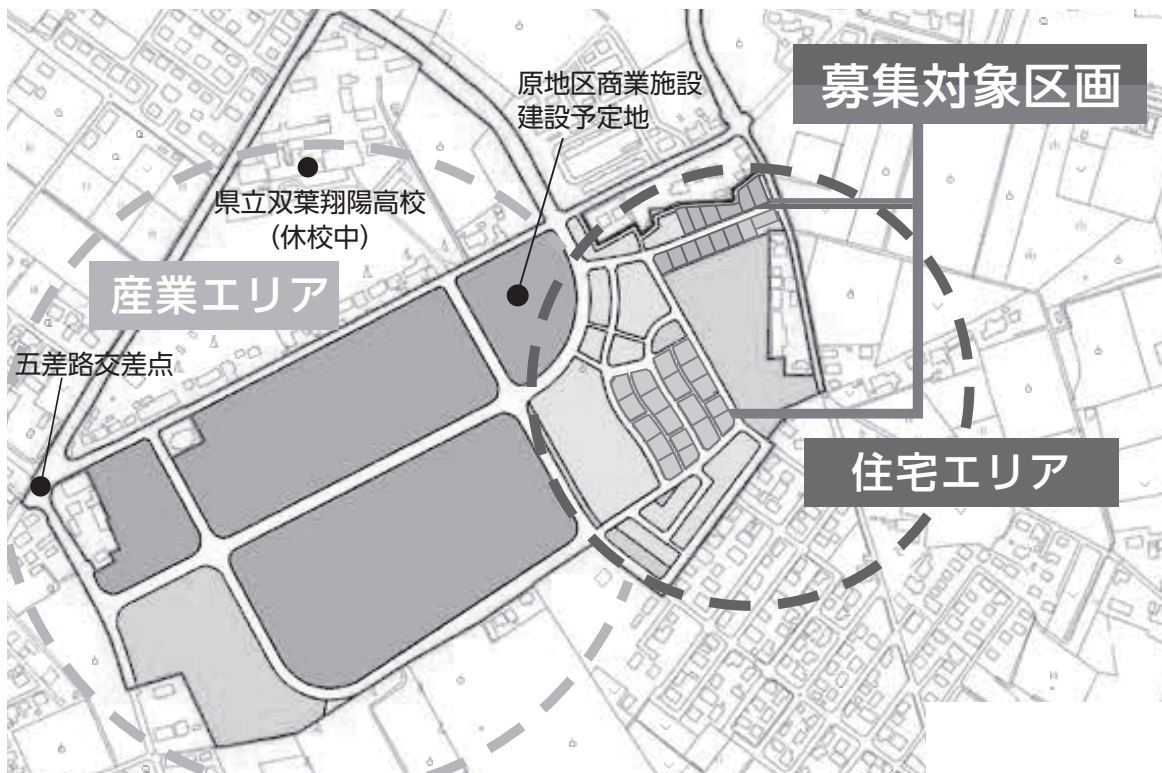 募集対象区画
原地区商業施設
建設予定地
県立双葉翔陽高校
(休校中)
産業エリア
五差路交差点
住宅エリア